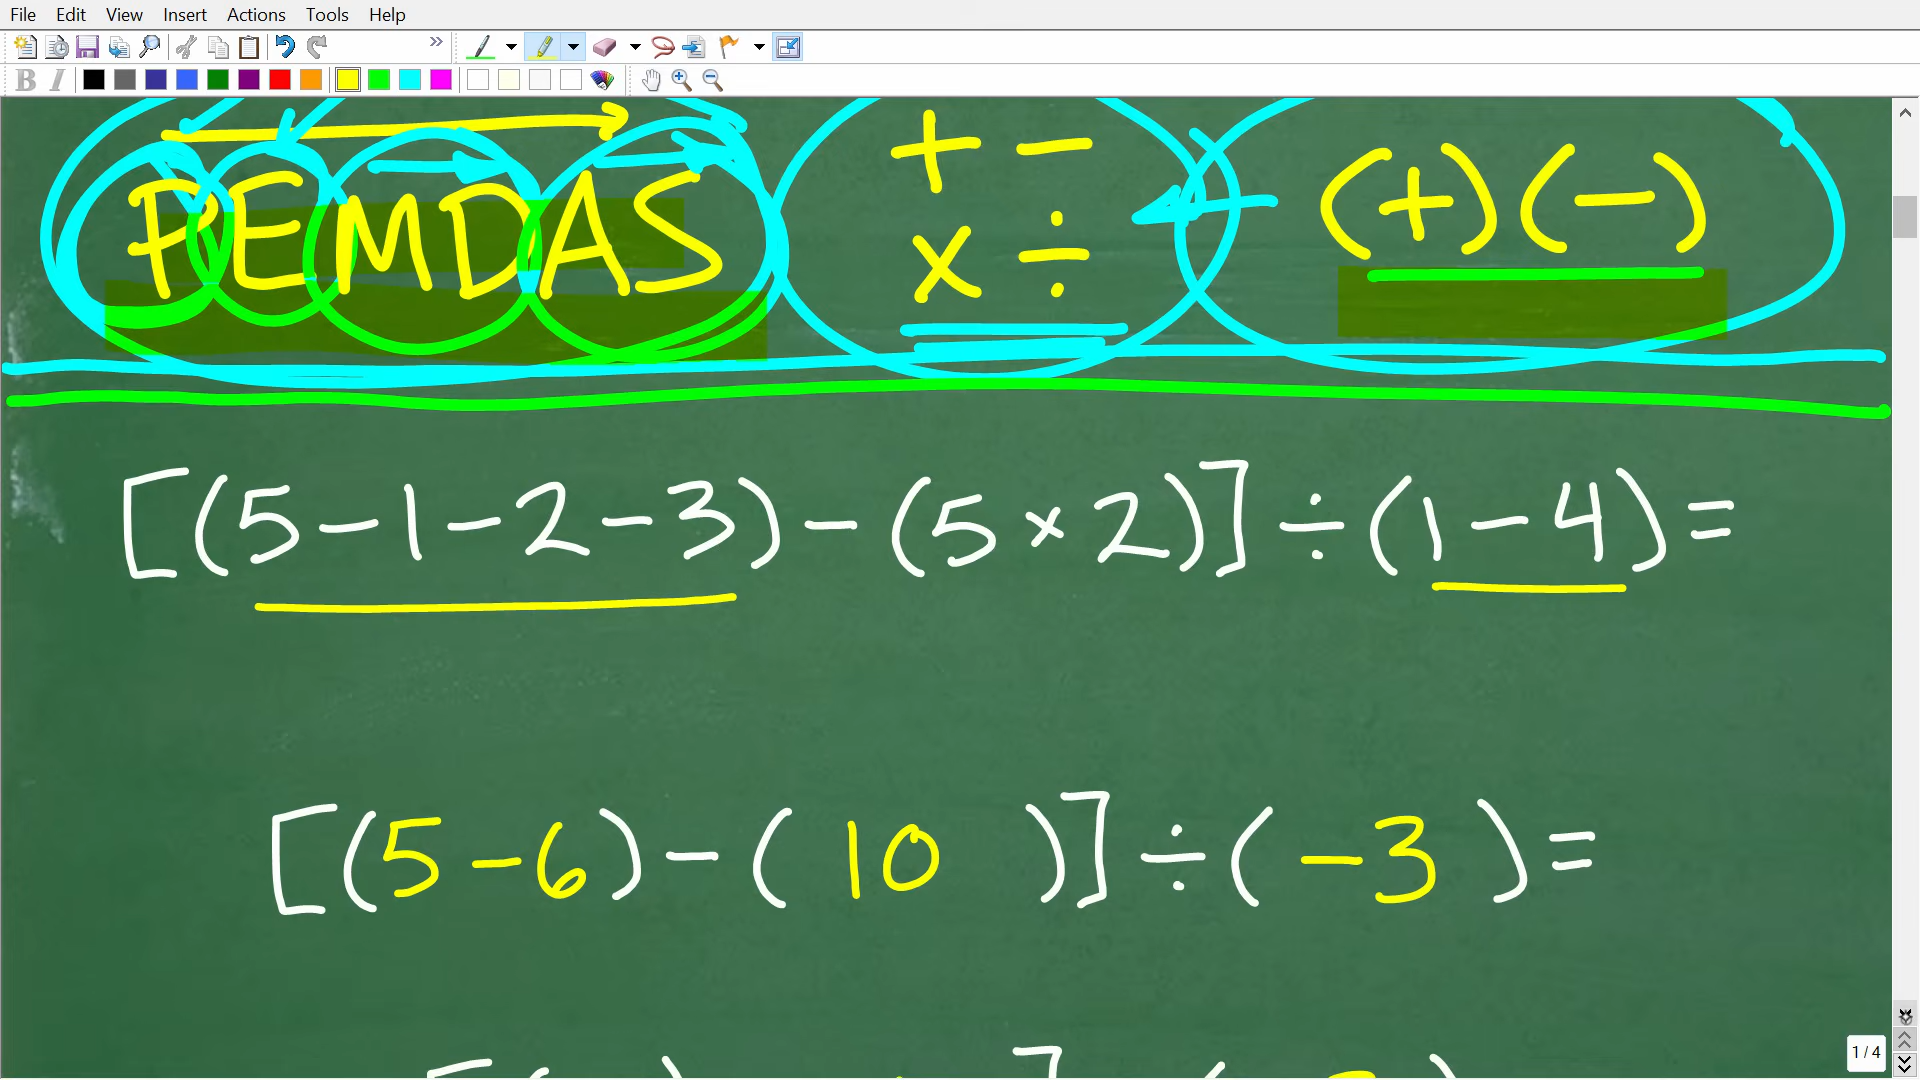 File Edit View Insert Actions Tools Help
B I
PEMDAS + − (+)(−)
x ÷
[(5−1−2−3)−(5×2)]÷(1−4)=
[(5−6)−(10)]÷(−3)=
1 / 4